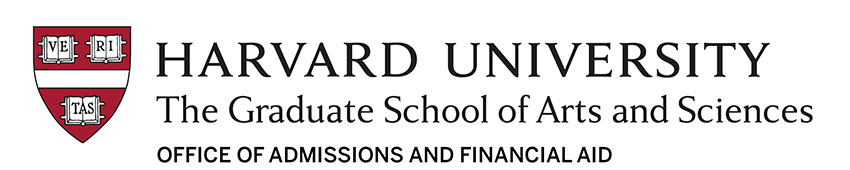 VE RI
TAS
HARVARD UNIVERSITY
The Graduate School of Arts and Sciences
OFFICE OF ADMISSIONS AND FINANCIAL AID